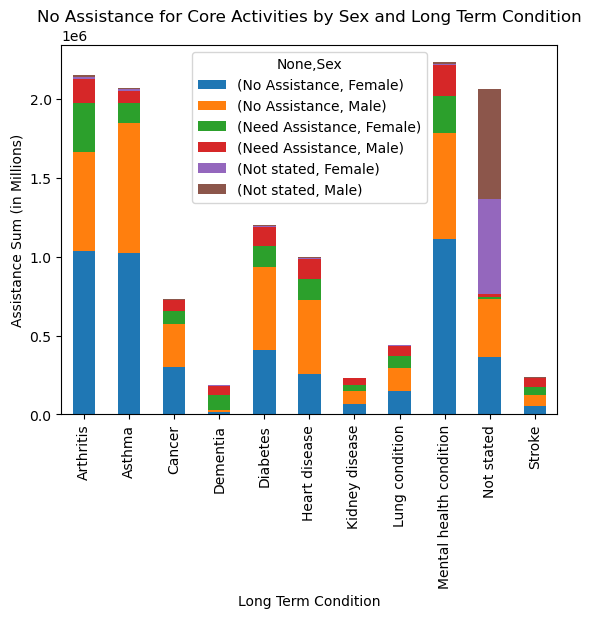 No Assistance for Core Activities by Sex and Long Term Condition
1e6
None,Sex
(No Assistance, Female)
(No Assistance, Male)
(Need Assistance, Female)
(Need Assistance, Male)
(Not stated, Female)
(Not stated, Male)
Assistance Sum (in Millions)
2.0
1.5
1.0
0.5
0.0
Arthritis
Asthma
Cancer
Dementia
Diabetes
Heart disease
Kidney disease
Lung condition
Mental health condition
Not stated
Stroke
Long Term Condition